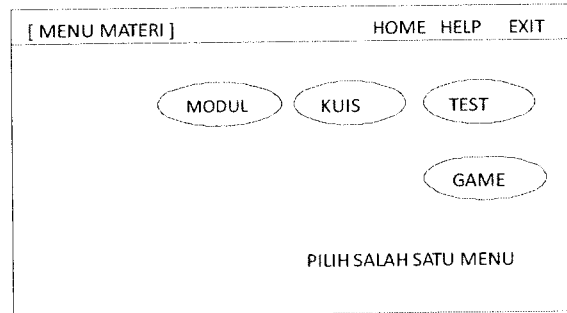 [ MENU MATERI ] HOME HELP EXIT
MODUL KUIS TEST
GAME
PILIH SALAH SATU MENU